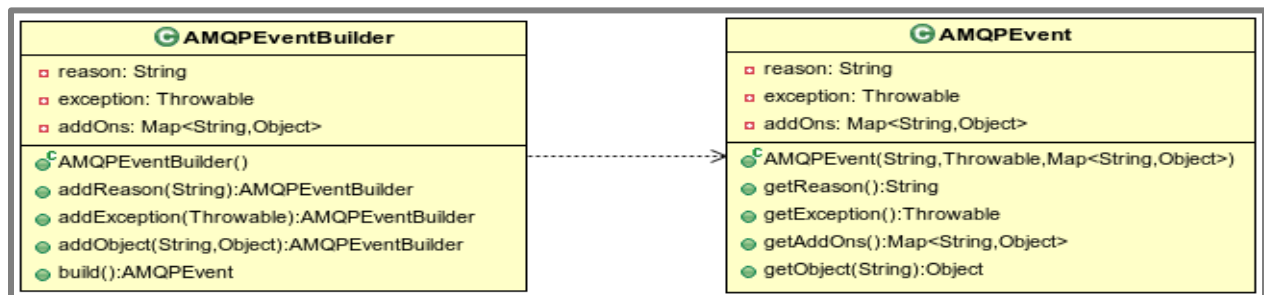 AMQPEventBuilder
reason: String
exception: Throwable
addOns: Map<String,Object>
AMQPEventBuilder()
addReason(String):AMQPEventBuilder
addException(Throwable):AMQPEventBuilder
addObject(String,Object):AMQPEventBuilder
build():AMQPEvent
AMQPEvent
reason: String
exception: Throwable
addOns: Map<String,Object>
AMQPEvent(String,Throwable,Map<String,Object>)
getReason():String
getException():Throwable
getAddOns():Map<String,Object>
getObject(String):Object